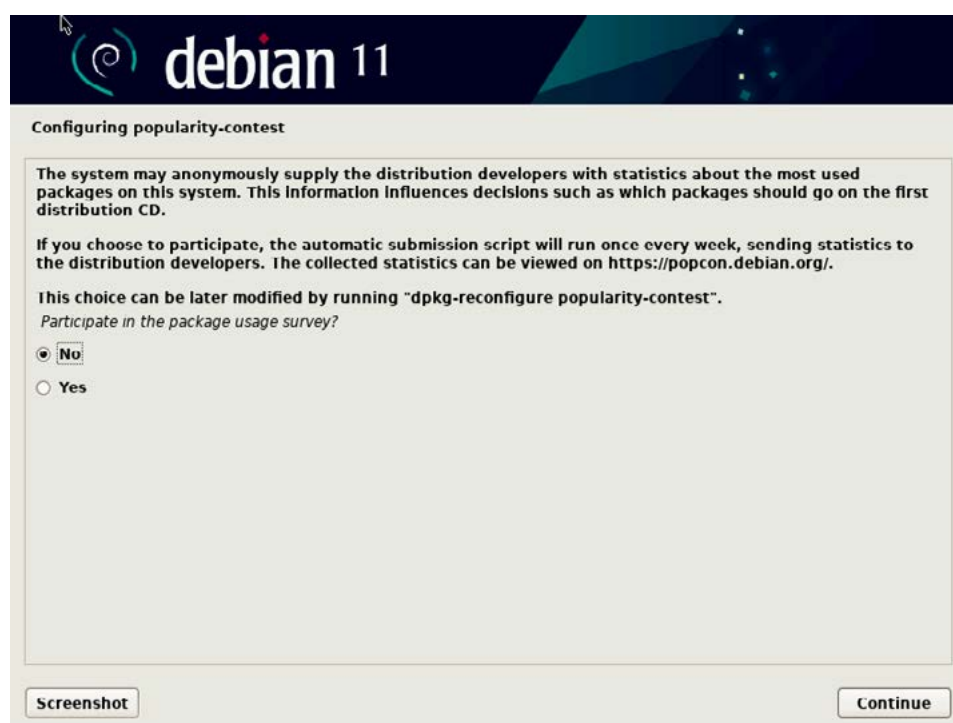 debian 11
Configuring popularity-contest
The system may anonymously supply the distribution developers with statistics about the most used
packages on this system. This information influences decisions such as which packages should go on the first
distribution CD.
If you choose to participate, the automatic submission script will run once every week, sending statistics to
the distribution developers. The collected statistics can be viewed on https://popcon.debian.org/.
This choice can be later modified by running "dpkg-reconfigure popularity-contest".
Participate in the package usage survey?
No
Yes
Screenshot
Continue